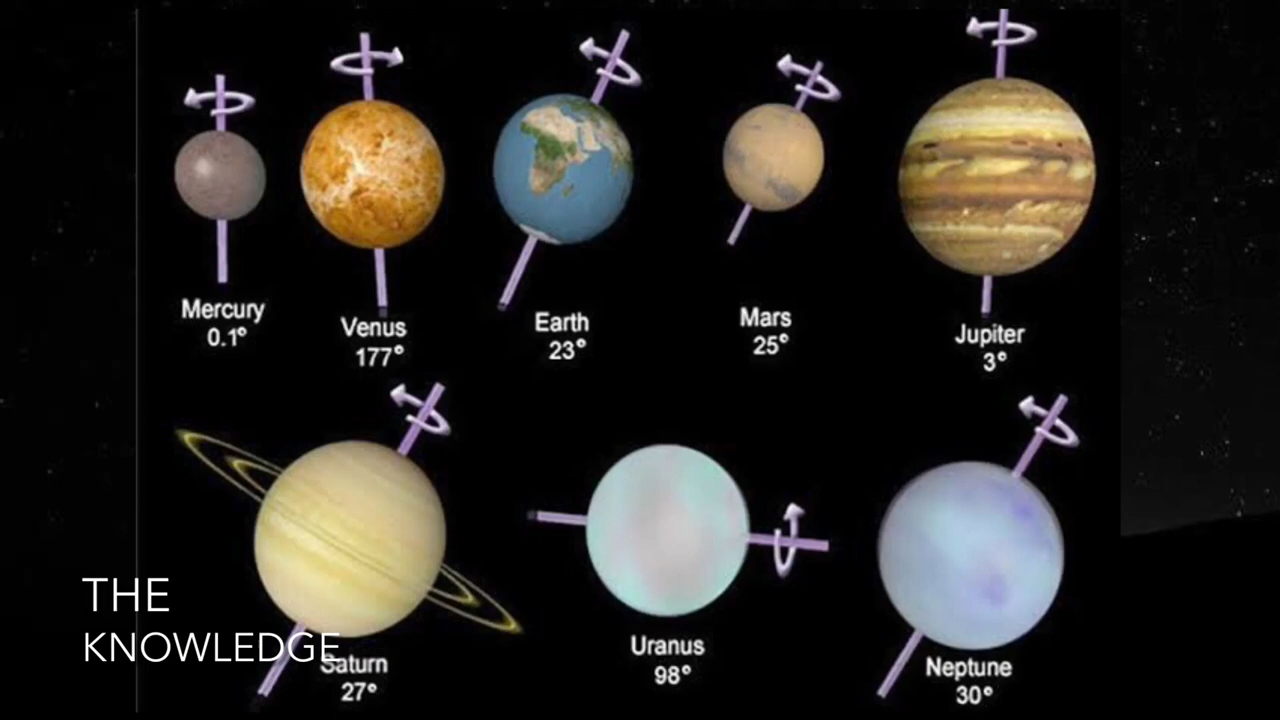 Mercury
0.1°
Venus
177°
Earth
23°
Mars
25°
Jupiter
3°
THE
KNOWLEDGE
Saturn
27°
Uranus
98°
Neptune
30°